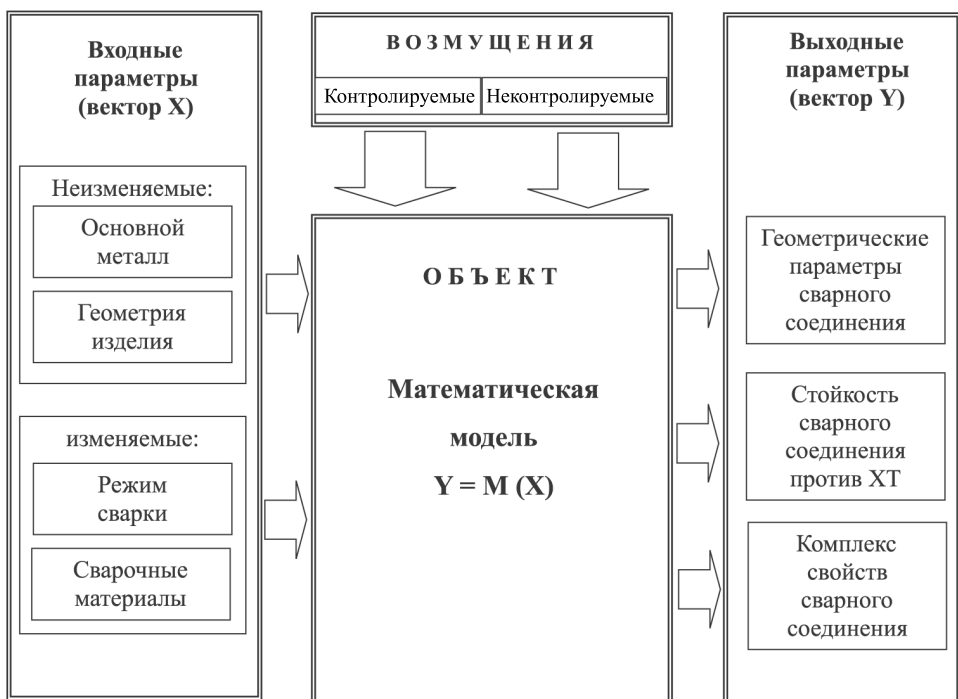 Входные
параметры
(вектор X)
Неизменяемые:
Основной
металл
Геометрия
изделия
изменяемые:
Режим
сварки
Сварочные
материалы
ВОЗМУЩЕНИЯ
Контролируемые Неконтролируемые
ОБЪЕКТ
Математическая
модель
Y = M (X)
Выходные
параметры
(вектор Y)
Геометрические
параметры
сварного
соединения
Стойкость
сварного
соединения
против ХТ
Комплекс
свойств
сварного
соединения